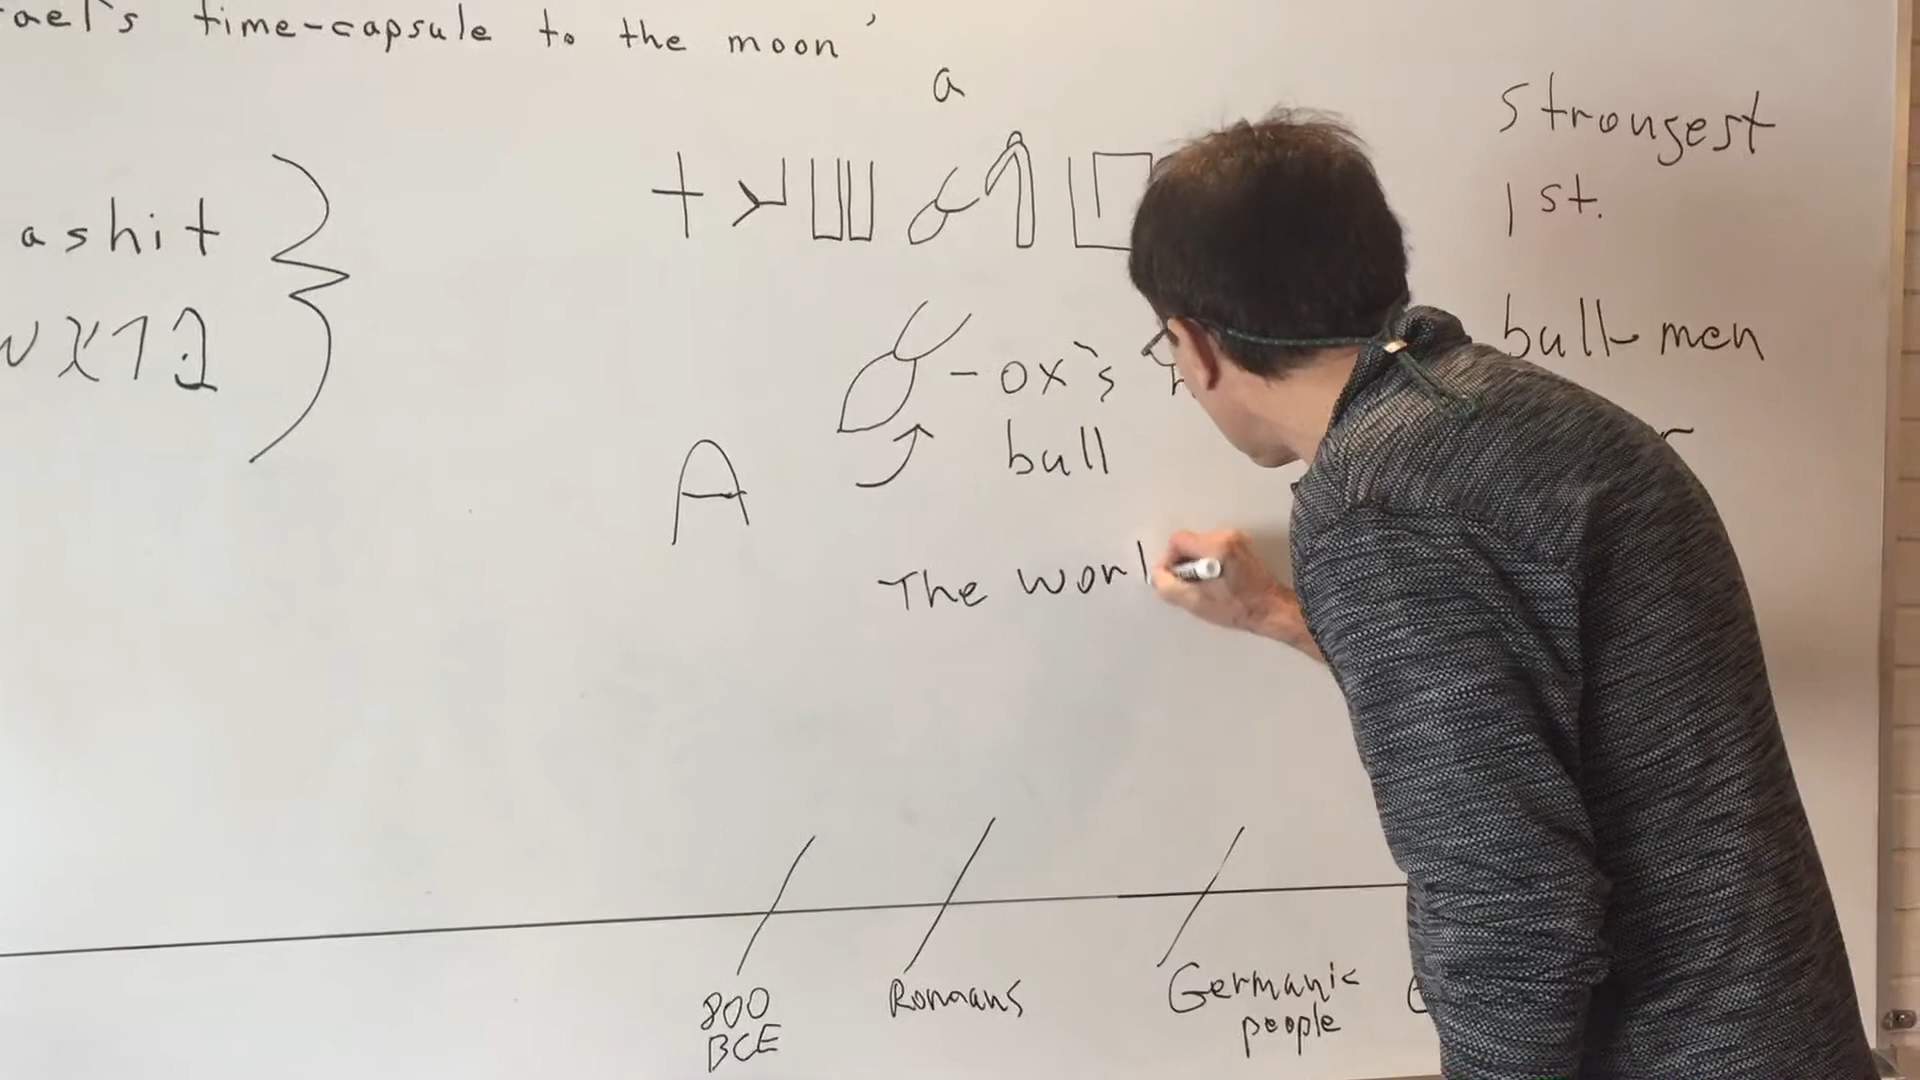 ael's time-capsule to the moon'
a
ashit
strongest
1st.
bull-men
- ox's
bull
A
The worl
800
BCE
Romans
Germanic
people